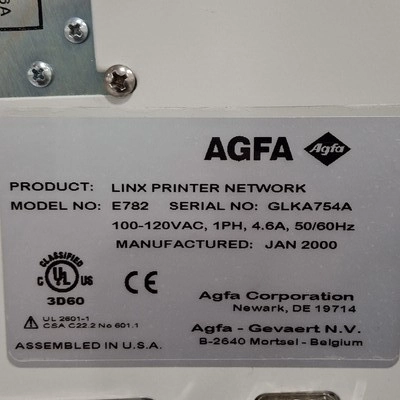 AGFA Agfa
PRODUCT: LINX PRINTER NETWORK
MODEL NO: E782 SERIAL NO: GLKA754A
100-120VAC, 1PH, 4.6A, 50/60Hz
MANUFACTURED: JAN 2000
CLASSIFIED
C UL US
3D60
CE
UL 2601-1
CSA C22.2 No 601.1
ASSEMBLED IN U.S.A.
Agfa Corporation
Newark, DE 19714
Agfa - Gevaert N.V.
B-2640 Mortsel - Belgium